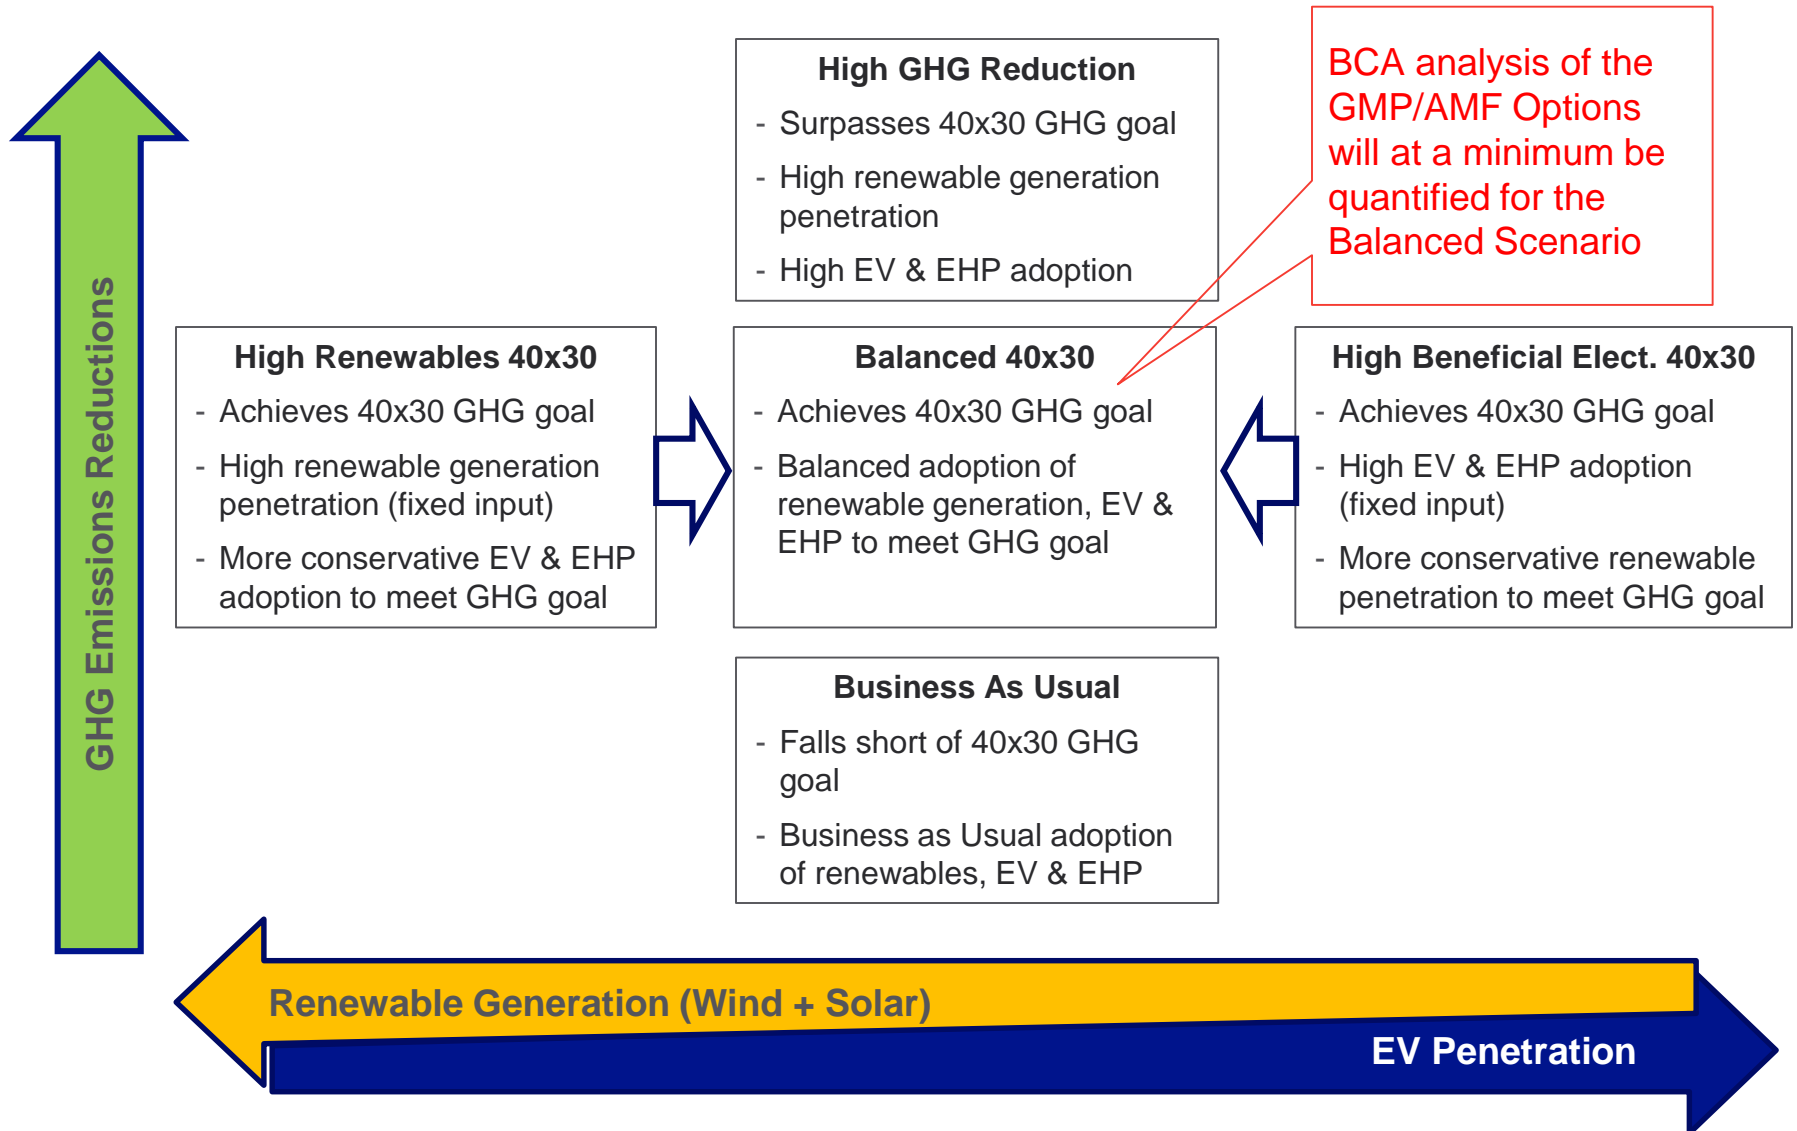 High GHG Reduction
- Surpasses 40x30 GHG goal
- High renewable generation
penetration
- High EV & EHP adoption
BCA analysis of the
GMP/AMF Options
will at a minimum be
quantified for the
Balanced Scenario
GHG Emissions Reductions
High Renewables 40x30
- Achieves 40x30 GHG goal
- High renewable generation
penetration (fixed input)
- More conservative EV & EHP
adoption to meet GHG goal
Balanced 40x30
- Achieves 40x30 GHG goal
- Balanced adoption of
renewable generation, EV &
EHP to meet GHG goal
High Beneficial Elect. 40x30
- Achieves 40x30 GHG goal
- High EV & EHP adoption
(fixed input)
- More conservative renewable
penetration to meet GHG goal
Business As Usual
- Falls short of 40x30 GHG
goal
- Business as Usual adoption
of renewables, EV & EHP
Renewable Generation (Wind + Solar)
EV Penetration